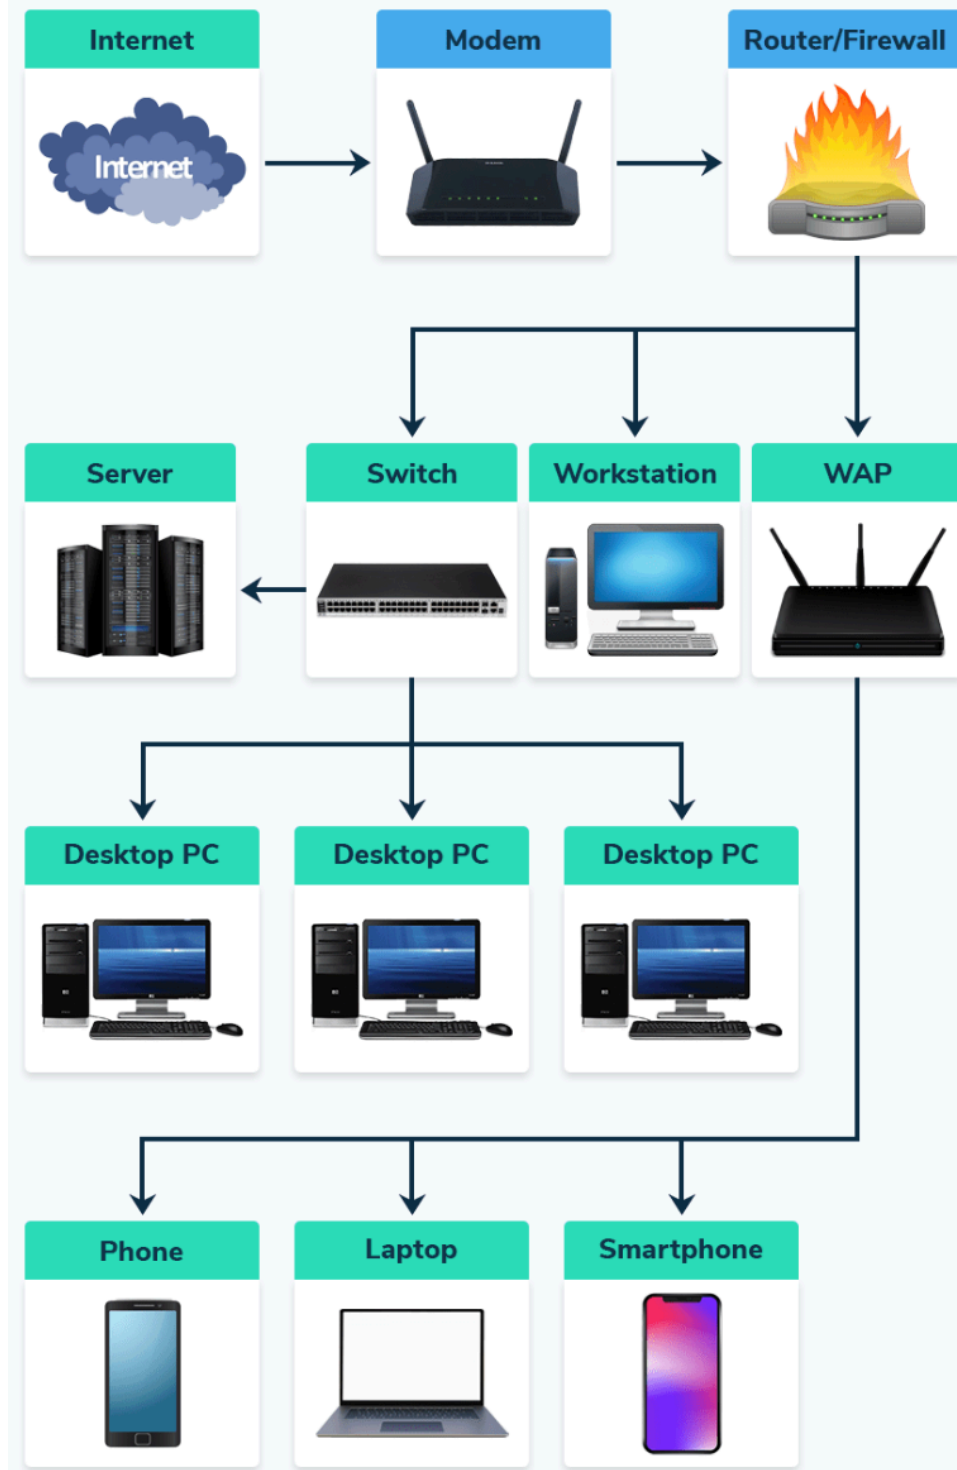 Internet
Modem
Router/Firewall
Internet
Server
Switch
Workstation
WAP
Desktop PC
Desktop PC
Desktop PC
Phone
Laptop
Smartphone